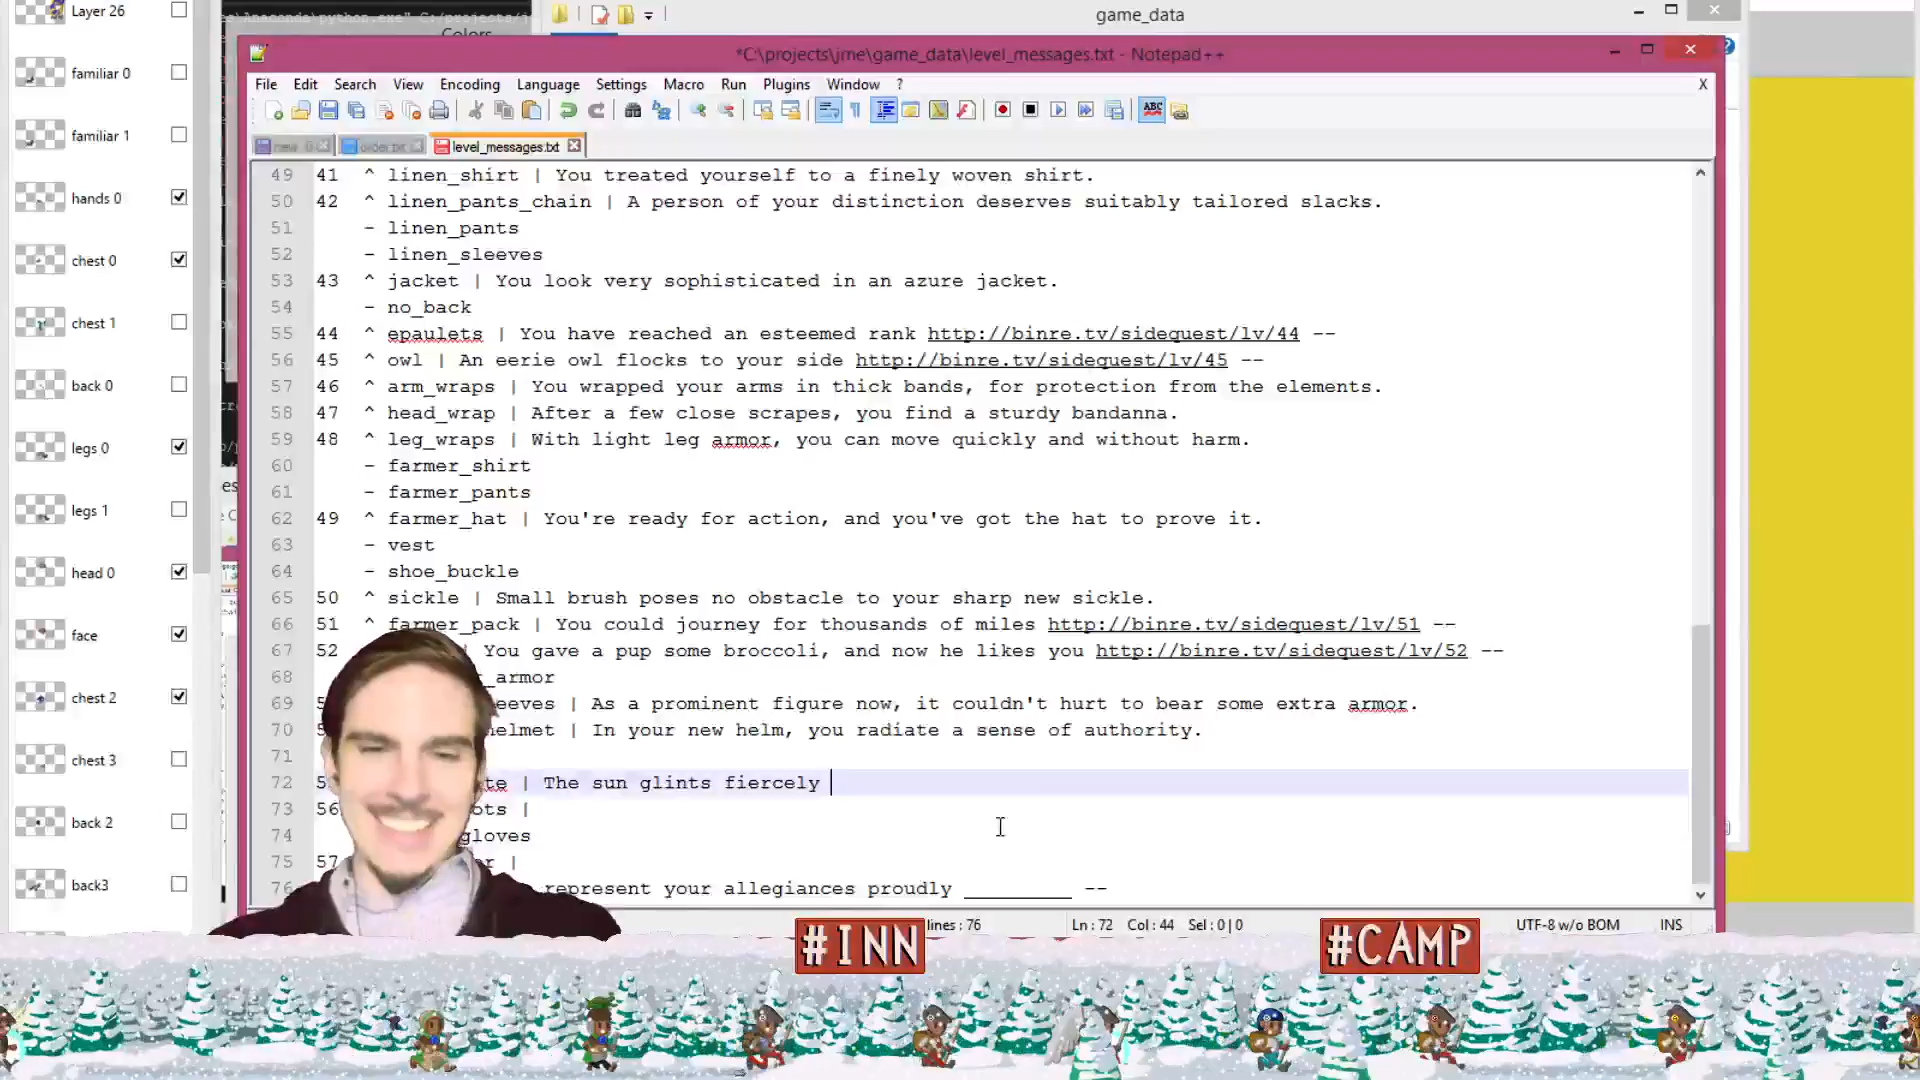 Layer 26
familiar 0
familiar 1
hands 0
chest 0
chest 1
back 0
legs 0
legs 1
head 0
face
chest 2
chest 3
back 2
back3
Colors
game_data
*C:\projects\jme\game_data\level_messages.txt - Notepad++
File Edit Search View Encoding Language Settings Macro Run Plugins Window ? X
level_messages.txt
49 41 ^ linen_shirt | You treated yourself to a finely woven shirt.
50 42 ^ linen_pants_chain | A person of your distinction deserves suitably tailored slacks.
51 - linen_pants
52 - linen_sleeves
53 43 ^ jacket | You look very sophisticated in an azure jacket.
54 - no_back
55 44 ^ epaulets | You have reached an esteemed rank http://binre.tv/sidequest/lv/44 --
56 45 ^ owl | An eerie owl flocks to your side http://binre.tv/sidequest/lv/45 --
57 46 ^ arm_wraps | You wrapped your arms in thick bands, for protection from the elements.
58 47 ^ head_wrap | After a few close scrapes, you find a sturdy bandanna.
59 48 ^ leg_wraps | With light leg armor, you can move quickly and without harm.
60 - farmer_shirt
61 - farmer_pants
62 49 ^ farmer_hat | You're ready for action, and you've got the hat to prove it.
63 - vest
64 - shoe_buckle
65 50 ^ sickle | Small brush poses no obstacle to your sharp new sickle.
66 51 ^ farmer_pack | You could journey for thousands of miles http://binre.tv/sidequest/lv/51 --
67 52 You gave a pup some broccoli, and now he likes you http://binre.tv/sidequest/lv/52 --
68 _armor
69 eeves | As a prominent figure now, it couldn't hurt to bear some extra armor.
70 helmet | In your new helm, you radiate a sense of authority.
71
72 te | The sun glints fiercely
73 56 ots |
74 gloves
75 57 r |
76 represent your allegiances proudly _________ --
lines : 76 Ln : 72 Col : 44 Sel : 0 | 0 UTF-8 w/o BOM INS
#INN
#CAMP